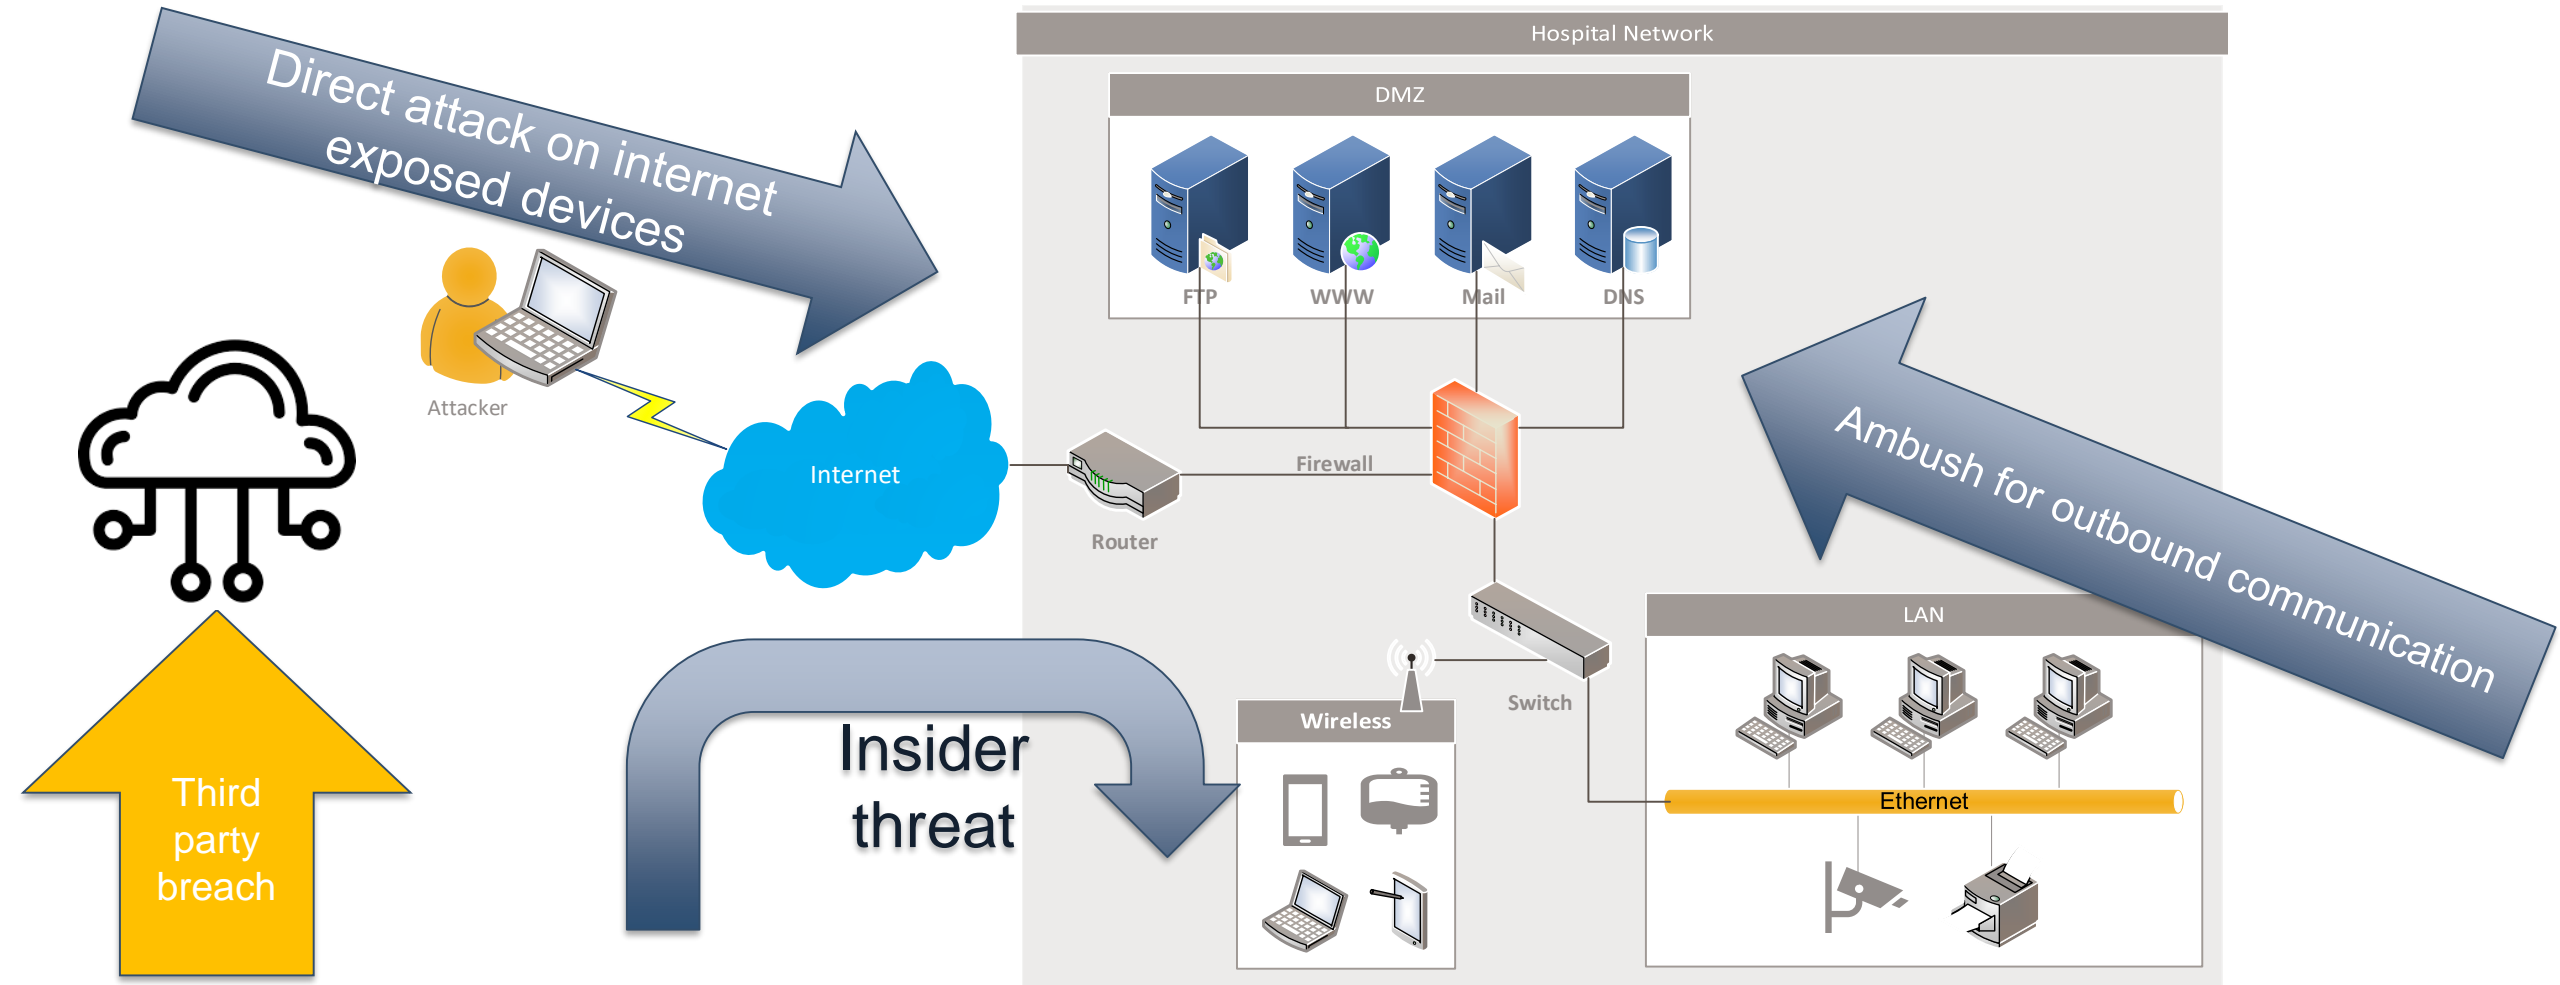 Hospital Network
Direct attack on internet
exposed devices
DMZ
FTP
WWW
Mail
DNS
Attacker
Internet
Firewall
Router
Ambush for outbound communication
LAN
Switch
Wireless
Insider
threat
Third
party
breach
Ethernet